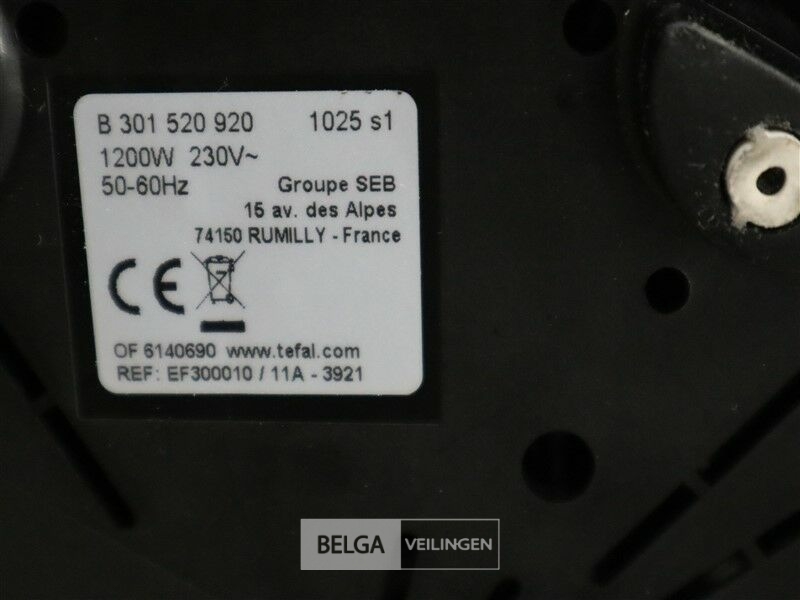 B 301 520 920 1025 s1
1200W 230V~
50-60Hz Groupe SEB
15 av. des Alpes
74150 RUMILLY - France
CE
OF 6140690 www.tefal.com
REF: EF300010 / 11A - 3921
BELGA VEILINGEN